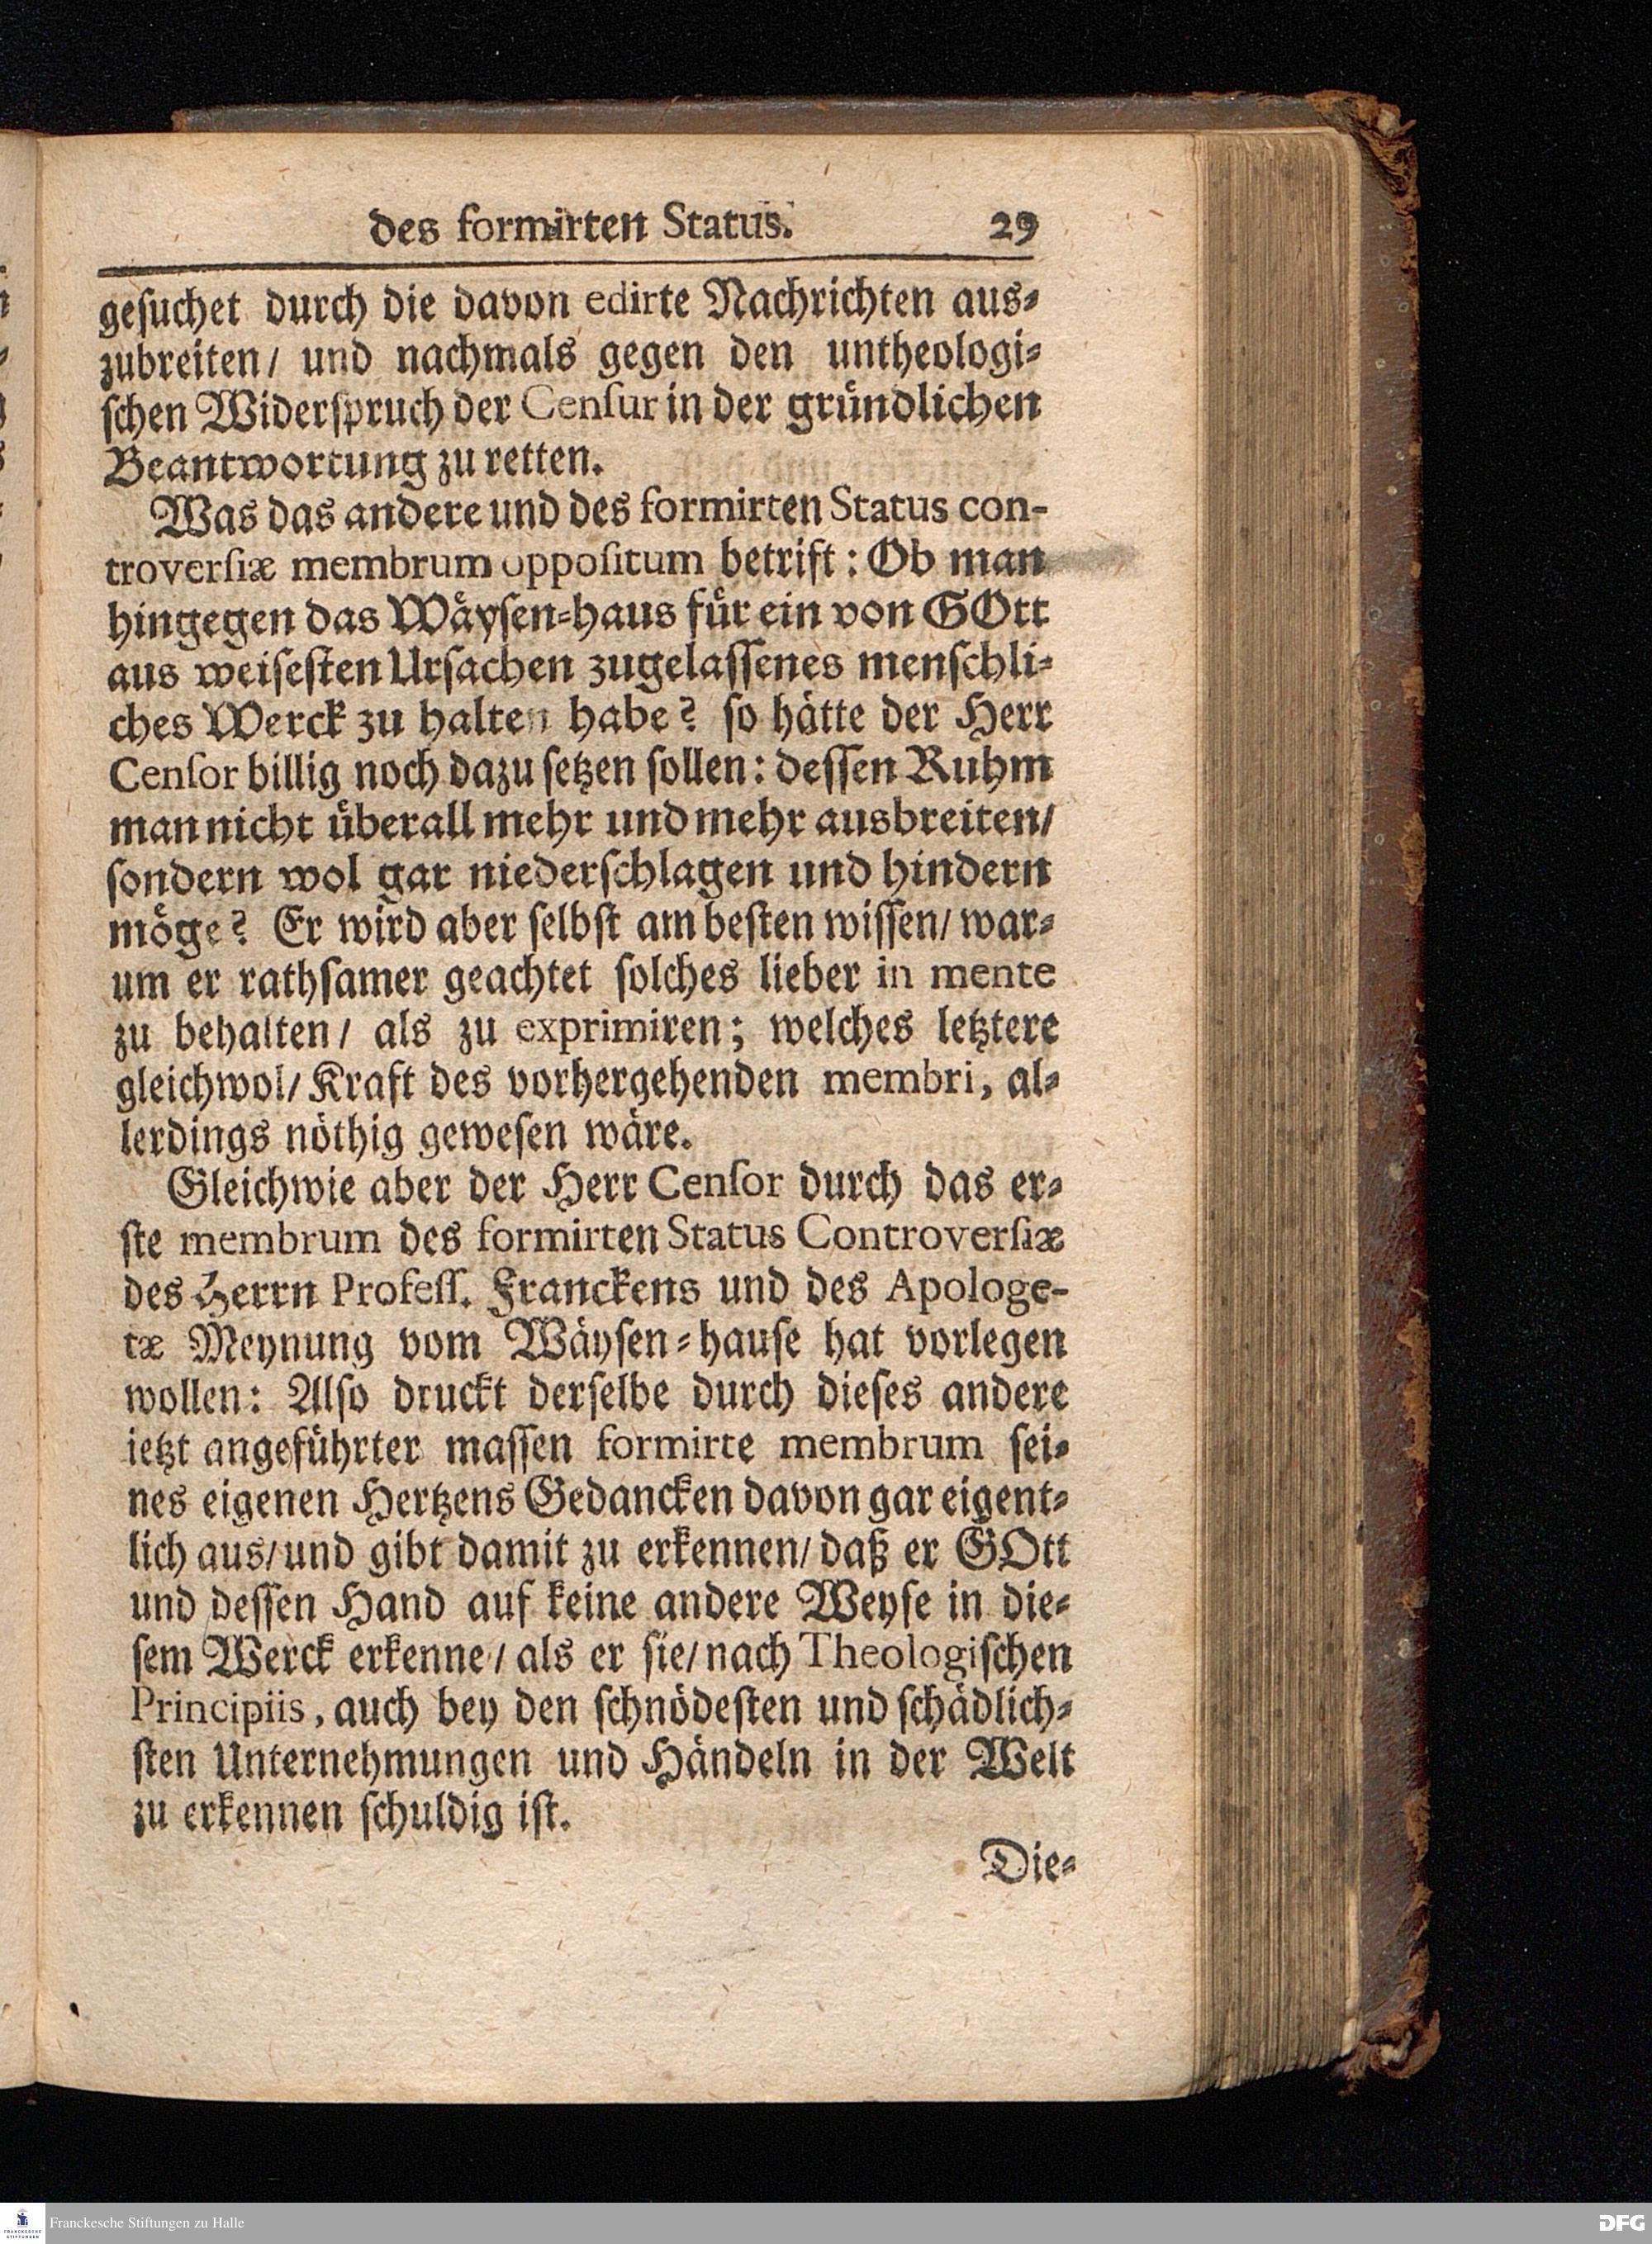 des formirten Status. 29
geſuchet durch die davon edirte Nachrichten aus⸗
zubreiten/ und nachmals gegen den untheologi⸗
ſchen Widerſpruch der Cenſur in der gründlichen
Beantwortung zu retten.
Was das andere und des formirten Status con-
troverſiæ membrum oppoſitum betrift: Ob man
hingegen das Wäyſen⸗haus für ein von GOtt
aus weiſeſten Urſachen zugelaſſenes menſchli⸗
ches Werck zu halten habe? ſo hätte der Herr
Cenſor billig noch dazu ſetzen ſollen: deſſen Ruhm
man nicht überall mehr und mehr ausbreiten/
ſondern wol gar niederſchlagen und hindern
möge? Er wird aber ſelbſt am beſten wiſſen/ war⸗
um er rathſamer geachtet ſolches lieber in mente
zu behalten/ als zu exprimiren; welches letztere
gleichwol/ Kraft des vorhergehenden membri, al⸗
lerdings nöthig geweſen wäre.
Gleichwie aber der Herr Cenſor durch das er⸗
ſte membrum des formirten Status Controverſiæ
des Herrn Profeſſ. Franckens und des Apologe-
tæ Meynung vom Wäyſen⸗hauſe hat vorlegen
wollen: Alſo druckt derſelbe durch dieſes andere
ietzt angeführter maſſen formirte membrum ſei⸗
nes eigenen Hertzens Gedancken davon gar eigent⸗
lich aus/ und gibt damit zu erkennen/ daß er GOtt
und deſſen Hand auf keine andere Weyſe in die⸗
ſem Werck erkenne/ als er ſie/ nach Theologiſchen
Principiis, auch bey den ſchnödeſten und ſchädlich⸗
ſten Unternehmungen und Händeln in der Welt
zu erkennen ſchuldig iſt.
Die⸗
FRANCKESCHE
STIFTUNGEN
Franckesche Stiftungen zu Halle
DFG